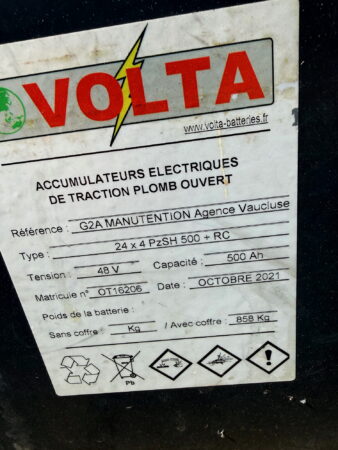 VOLTA
www.volta-batteries.fr
ACCUMULATEURS ELECTRIQUES
DE TRACTION PLOMB OUVERT
Référence : G2A MANUTENTION Agence Vaucluse
Type : 24 x 4 PzSH 500 + RC
Tension : 48 V Capacité : 500 Ah
Matricule n° OT16206 Date : OCTOBRE 2021
Poids de la batterie :
Sans coffre : Kg / Avec coffre : 858 Kg
Pb